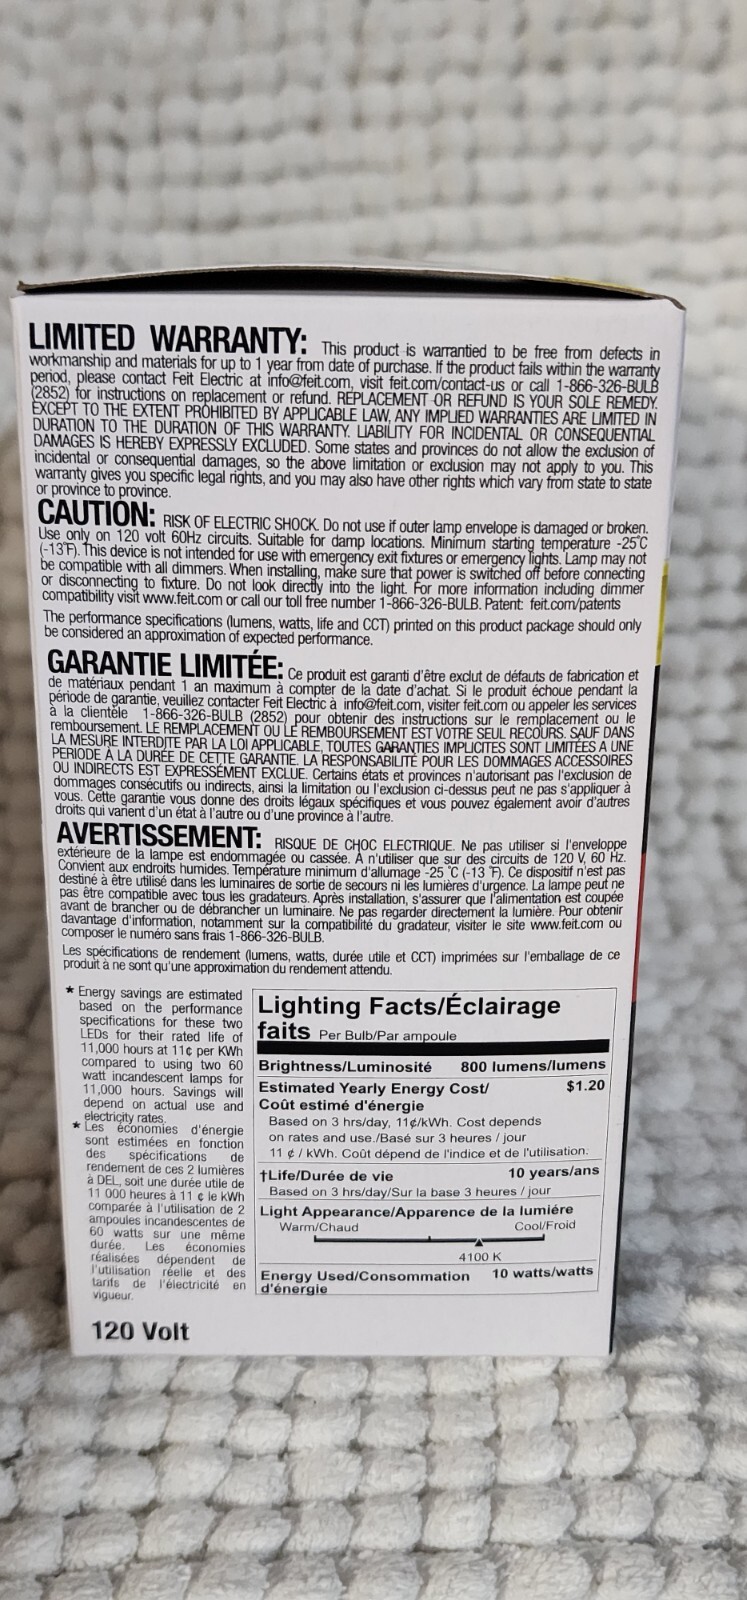 LIMITED WARRANTY: This product is warrantied to be free from defects in
workmanship and materials for up to 1 year from date of purchase. If the product fails within the warranty
period, please contact Feit Electric at info@feit.com, visit feit.com/contact-us or call 1-866-326-BULB
(2852) for instructions on replacement or refund. REPLACEMENT OR REFUND IS YOUR SOLE REMEDY.
EXCEPT TO THE EXTENT PROHIBITED BY APPLICABLE LAW, ANY IMPLIED WARRANTIES ARE LIMITED IN
DURATION TO THE DURATION OF THIS WARRANTY. LIABILITY FOR INCIDENTAL OR CONSEQUENTIAL
DAMAGES IS HEREBY EXPRESSLY EXCLUDED. Some states and provinces do not allow the exclusion of
incidental or consequential damages, so the above limitation or exclusion may not apply to you. This
warranty gives you specific legal rights, and you may also have other rights which vary from state to state
or province to province.
CAUTION: RISK OF ELECTRIC SHOCK. Do not use if outer lamp envelope is damaged or broken.
Use only on 120 volt 60Hz circuits. Suitable for damp locations. Minimum starting temperature -25°C
(-13°F). This device is not intended for use with emergency exit fixtures or emergency lights. Lamp may not
be compatible with all dimmers. When installing, make sure that power is switched off before connecting
or disconnecting to fixture. Do not look directly into the light. For more information including dimmer
compatibility visit www.feit.com or call our toll free number 1-866-326-BULB. Patent: feit.com/patents
The performance specifications (lumens, watts, life and CCT) printed on this product package should only
be considered an approximation of expected performance.
GARANTIE LIMITÉE: Ce produit est garanti d'être exclut de défauts de fabrication et
de matériaux pendant 1 an maximum à compter de la date d'achat. Si le produit échoue pendant la
période de garantie, veuillez contacter Feit Electric à info@feit.com, visiter feit.com ou appeler les services
à la clientèle 1-866-326-BULB (2852) pour obtenir des instructions sur le remplacement ou le
remboursement. LE REMPLACEMENT OU LE REMBOURSEMENT EST VOTRE SEUL RECOURS. SAUF DANS
LA MESURE INTERDITE PAR LA LOI APPLICABLE, TOUTES GARANTIES IMPLICITES SONT LIMITÉES A UNE
PERIODE À LA DURÉE DE CETTE GARANTIE. LA RESPONSABILITÉ POUR LES DOMMAGES ACCESSOIRES
OU INDIRECTS EST EXPRESSÉMENT EXCLUE. Certains états et provinces n'autorisant pas l'exclusion de
dommages consécutifs ou indirects, ainsi la limitation ou l'exclusion ci-dessus peut ne pas s'appliquer à
vous. Cette garantie vous donne des droits légaux spécifiques et vous pouvez également avoir d'autres
droits qui varient d'un état à l'autre ou d'une province à l'autre.
AVERTISSEMENT: RISQUE DE CHOC ELECTRIQUE. Ne pas utiliser si l'enveloppe
extérieure de la lampe est endommagée ou cassée. À n'utiliser que sur des circuits de 120 V, 60 Hz.
Convient aux endroits humides. Température minimum d'allumage -25 °C (-13 °F). Ce dispositif n'est pas
destiné à être utilisé dans les luminaires de sortie de secours ni les lumières d'urgence. La lampe peut ne
pas être compatible avec tous les gradateurs. Après installation, s'assurer que l'alimentation est coupée
avant de brancher ou de débrancher un luminaire. Ne pas regarder directement la lumière. Pour obtenir
davantage d'information, notamment sur la compatibilité du gradateur, visiter le site www.feit.com ou
composer le numéro sans frais 1-866-326-BULB.
Les spécifications de rendement (lumens, watts, durée utile et CCT) imprimées sur l'emballage de ce
produit à ne sont qu'une approximation du rendement attendu.
* Energy savings are estimated
based on the performance
specifications for these two
LEDs for their rated life of
11,000 hours at 11¢ per KWh
compared to using two 60
watt incandescent lamps for
11,000 hours. Savings will
depend on actual use and
electricity rates.
* Les économies d'énergie
sont estimées en fonction
des spécifications de
rendement de ces 2 lumières
à DEL, soit une durée utile de
11 000 heures à 11 ¢ le kWh
comparée à l'utilisation de 2
ampoules incandescentes de
60 watts sur une même
durée. Les économies
réalisées dépendent de
l'utilisation réelle et des
tarifs de l'électricité en
vigueur.
Lighting Facts/Éclairage
faits Per Bulb/Par ampoule
Brightness/Luminosité 800 lumens/lumens
Estimated Yearly Energy Cost/ $1.20
Coût estimé d'énergie
Based on 3 hrs/day, 11¢/kWh. Cost depends
on rates and use./Basé sur 3 heures / jour
11 ¢ / kWh. Coût dépend de l'indice et de l'utilisation.
†Life/Durée de vie 10 years/ans
Based on 3 hrs/day/Sur la base 3 heures / jour
Light Appearance/Apparence de la lumiére
Warm/Chaud Cool/Froid
4100 K
Energy Used/Consommation 10 watts/watts
d'énergie
120 Volt